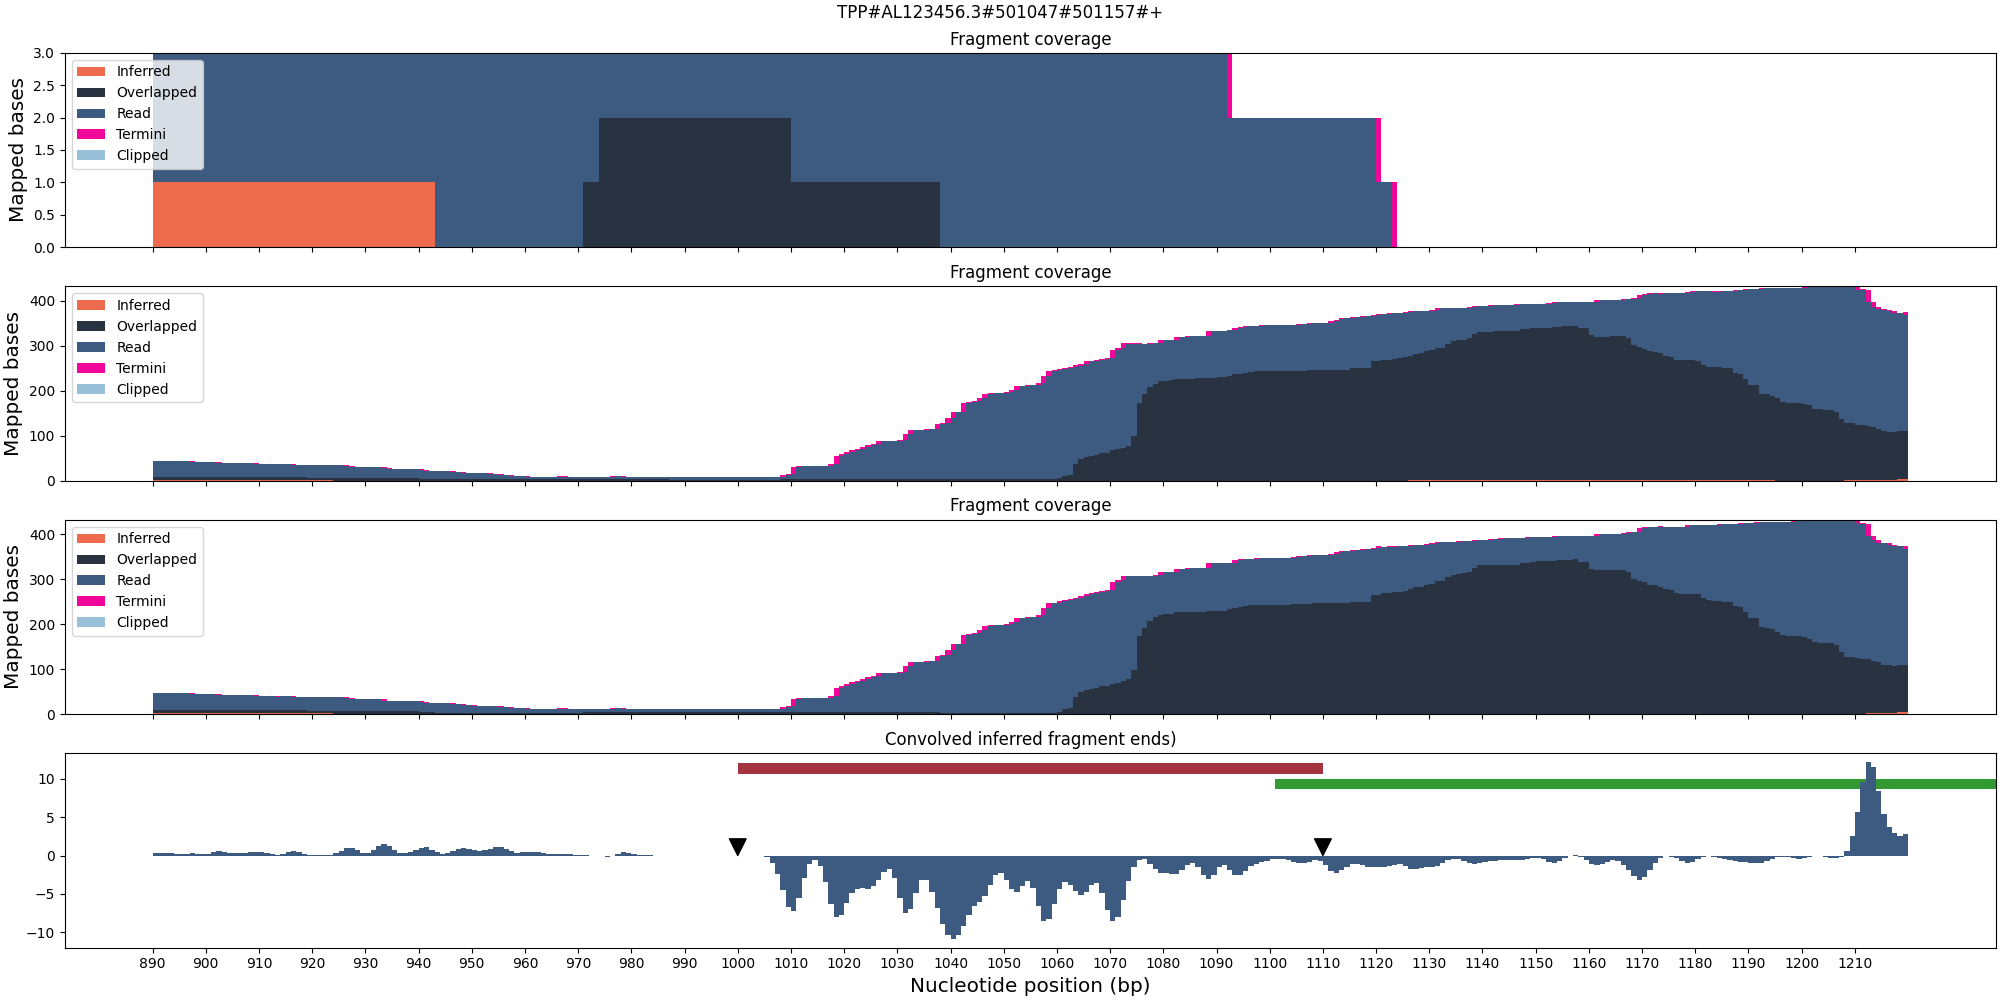 TPP#AL123456.3#501047#501157#+
Fragment coverage
Mapped bases
3.0
2.5
2.0
1.5
1.0
0.5
0.0
Inferred
Overlapped
Read
Termini
Clipped
Fragment coverage
Mapped bases
400
300
200
100
0
Inferred
Overlapped
Read
Termini
Clipped
Fragment coverage
Mapped bases
400
300
200
100
0
Inferred
Overlapped
Read
Termini
Clipped
Convolved inferred fragment ends)
10
5
0
−5
−10
890 900 910 920 930 940 950 960 970 980 990 1000 1010 1020 1030 1040 1050 1060 1070 1080 1090 1100 1110 1120 1130 1140 1150 1160 1170 1180 1190 1200 1210
Nucleotide position (bp)